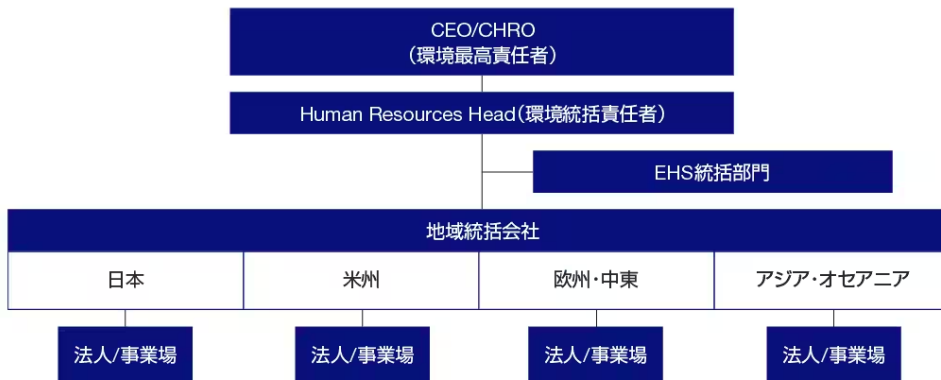 CEO/CHRO
（環境最高責任者）
Human Resources Head（環境統括責任者）
EHS統括部門
地域統括会社
日本
米州
欧州・中東
アジア・オセアニア
法人/事業場
法人/事業場
法人/事業場
法人/事業場